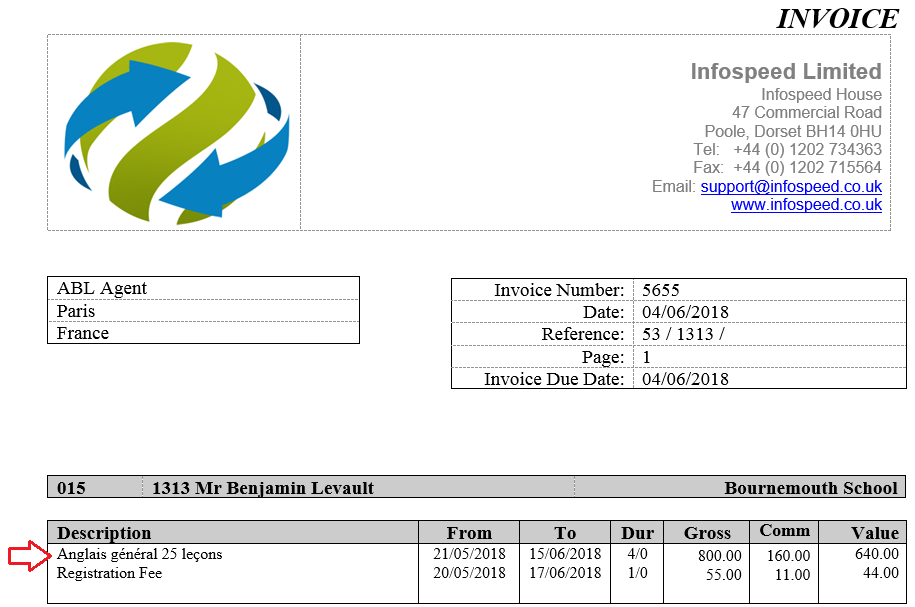 INVOICE
Infospeed Limited
Infospeed House
47 Commercial Road
Poole, Dorset BH14 0HU
Tel: +44 (0) 1202 734363
Fax: +44 (0) 1202 715564
Email: support@infospeed.co.uk
www.infospeed.co.uk
ABL Agent
Paris
France
Invoice Number: 5655
Date: 04/06/2018
Reference: 53 / 1313 /
Page: 1
Invoice Due Date: 04/06/2018
015 1313 Mr Benjamin Levault Bournemouth School
Description From To Dur Gross Comm Value
Anglais général 25 leçons 21/05/2018 15/06/2018 4/0 800.00 160.00 640.00
Registration Fee 20/05/2018 17/06/2018 1/0 55.00 11.00 44.00